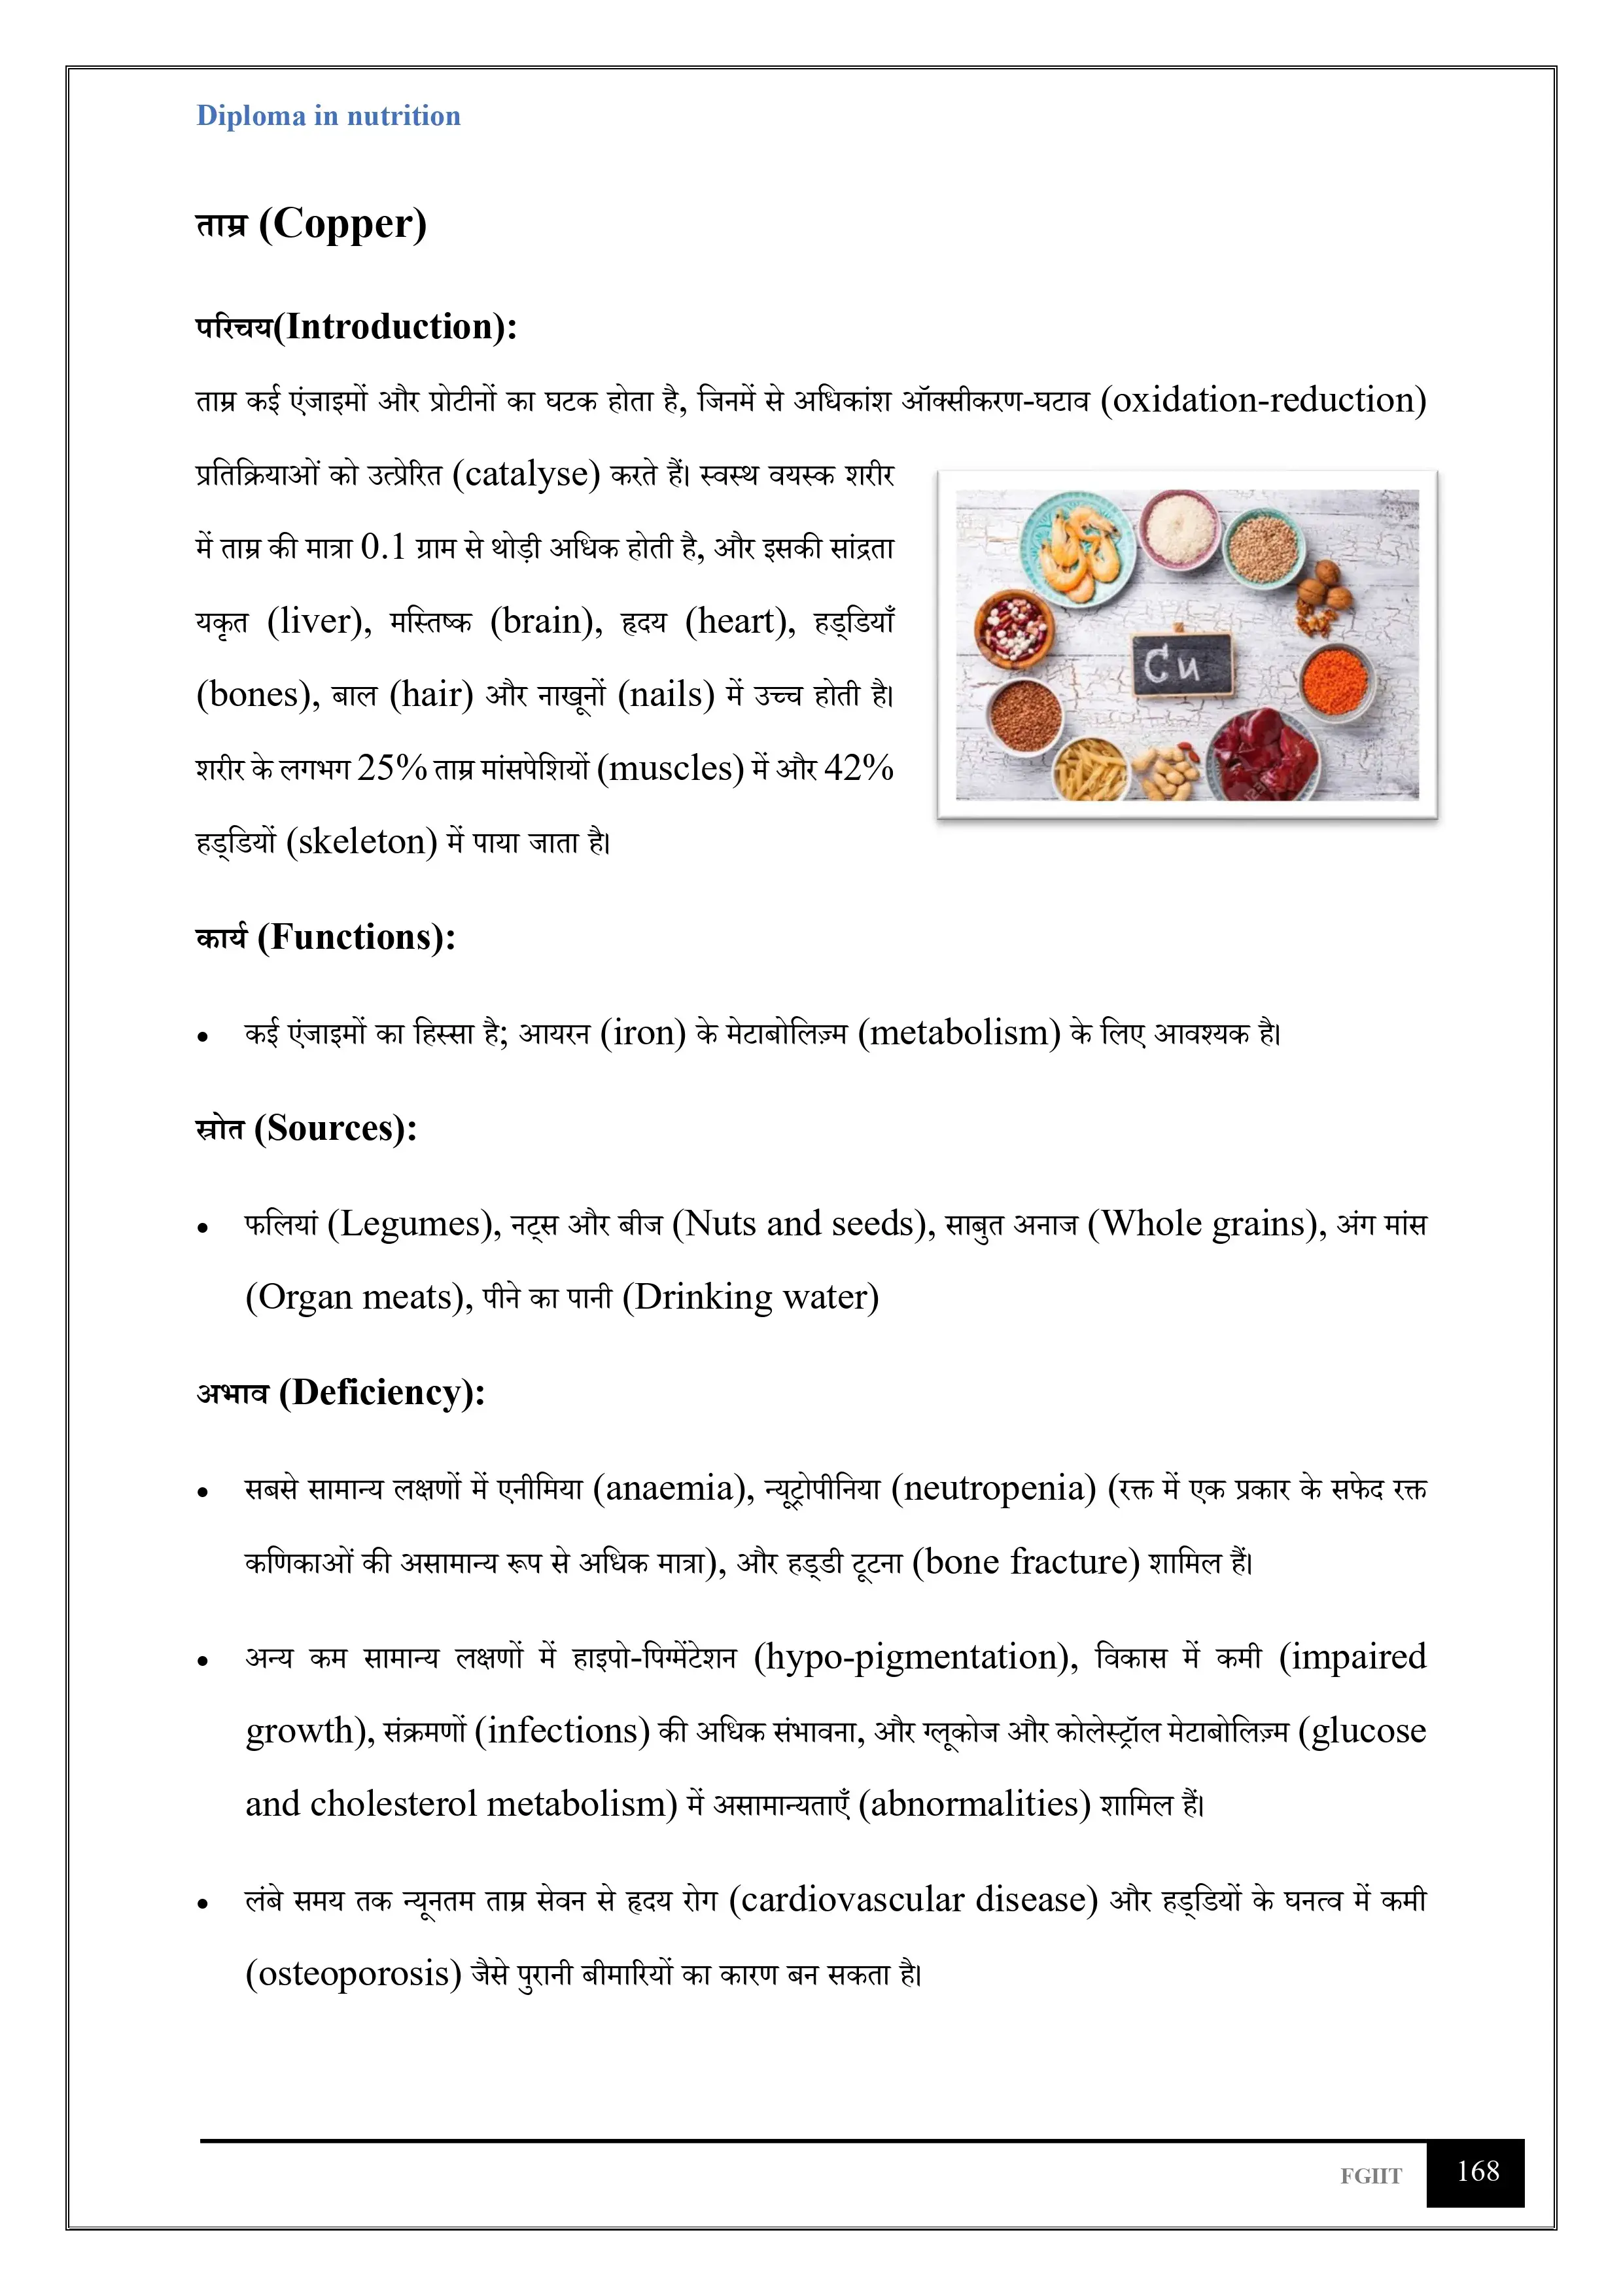 Diploma in nutrition
ताम्र (Copper)
परिचय(Introduction):
ताम्र कई एंजाइमों और प्रोटीनों का घटक होता है, जिनमें से अधिकांश ऑक्सीकरण-घटाव (oxidation-reduction)
प्रतिक्रियाओं को उत्प्रेरित (catalyse) करते हैं। स्वस्थ वयस्क शरीर
में ताम्र की मात्रा 0.1 ग्राम से थोड़ी अधिक होती है, और इसकी सांद्रता
यकृत (liver), मस्तिष्क (brain), हृदय (heart), हड्डियाँ
(bones), बाल (hair) और नाखूनों (nails) में उच्च होती है।
शरीर के लगभग 25% ताम्र मांसपेशियों (muscles) में और 42%
हड्डियों (skeleton) में पाया जाता है।
Cu
कार्य (Functions):
• कई एंजाइमों का हिस्सा है; आयरन (iron) के मेटाबोलिज़्म (metabolism) के लिए आवश्यक है।
स्रोत (Sources):
• फलियां (Legumes), नट्स और बीज (Nuts and seeds), साबुत अनाज (Whole grains), अंग मांस
(Organ meats), पीने का पानी (Drinking water)
अभाव (Deficiency):
• सबसे सामान्य लक्षणों में एनीमिया (anaemia), न्यूट्रोपीनिया (neutropenia) (रक्त में एक प्रकार के सफेद रक्त
कणिकाओं की असामान्य रूप से अधिक मात्रा), और हड्डी टूटना (bone fracture) शामिल हैं।
• अन्य कम सामान्य लक्षणों में हाइपो-पिग्मेंटेशन (hypo-pigmentation), विकास में कमी (impaired
growth), संक्रमणों (infections) की अधिक संभावना, और ग्लूकोज और कोलेस्ट्रॉल मेटाबोलिज़्म (glucose
and cholesterol metabolism) में असामान्यताएँ (abnormalities) शामिल हैं।
• लंबे समय तक न्यूनतम ताम्र सेवन से हृदय रोग (cardiovascular disease) और हड्डियों के घनत्व में कमी
(osteoporosis) जैसे पुरानी बीमारियों का कारण बन सकता है।
FGIIT 168